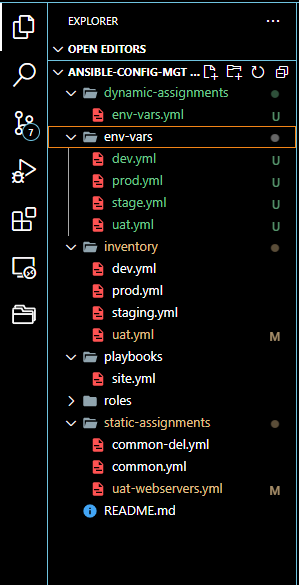 EXPLORER
OPEN EDITORS
ANSIBLE-CONFIG-MGT ...
dynamic-assignments
env-vars.yml U
env-vars
dev.yml U
prod.yml U
stage.yml U
uat.yml U
inventory
dev.yml
prod.yml
staging.yml
uat.yml M
playbooks
site.yml
roles
static-assignments
common-del.yml
common.yml
uat-webservers.yml M
README.md
7